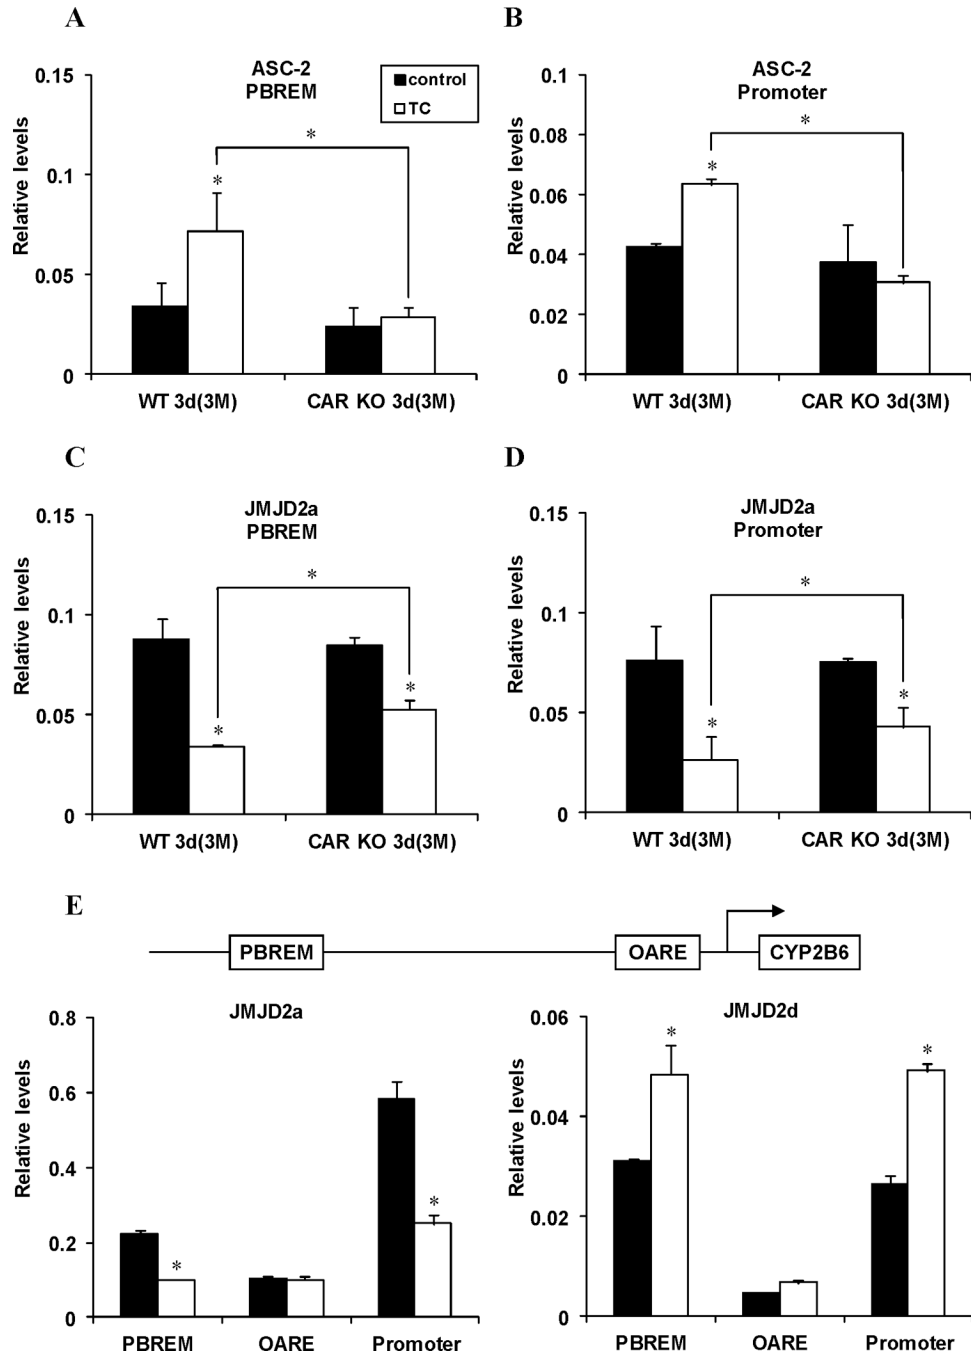 A
ASC-2
PBREM
control
TC
0.15
0.1
0.05
0
Relative levels
*
*
WT 3d(3M)
CAR KO 3d(3M)
B
ASC-2
Promoter
0.1
0.08
0.06
0.04
0.02
0
Relative levels
*
*
WT 3d(3M)
CAR KO 3d(3M)
C
JMJD2a
PBREM
0.15
0.1
0.05
0
Relative levels
*
*
*
WT 3d(3M)
CAR KO 3d(3M)
D
JMJD2a
Promoter
0.15
0.1
0.05
0
Relative levels
*
*
*
WT 3d(3M)
CAR KO 3d(3M)
E
PBREM
OARE
CYP2B6
JMJD2a
0.8
0.6
0.4
0.2
0
Relative levels
*
*
PBREM
OARE
Promoter
JMJD2d
0.06
0.04
0.02
0
Relative levels
*
*
PBREM
OARE
Promoter